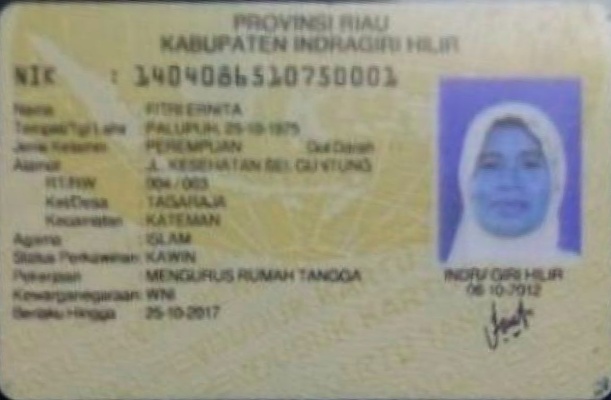 PROVINSI RIAU
KABUPATEN INDRAGIRI HILIR
NIK : 1404086510750001
Nama : FITRI ERNITA
Tempat/Tgl Lahir : PALUPUH, 25-10-1975
Jenis Kelamin : PEREMPUAN Gol Darah
Alamat : JL. KESEHATAN SEI. GUNTUNG
RT/RW : 004 / 003
Kel/Desa : TAGARAJA
Kecamatan : KATEMAN
Agama : ISLAM
Status Perkawinan: KAWIN
Pekerjaan : MENGURUS RUMAH TANGGA
Kewarganegaraan: WNI
Berlaku Hingga : 25-10-2017
INDRAGIRI HILIR
06-10-2012